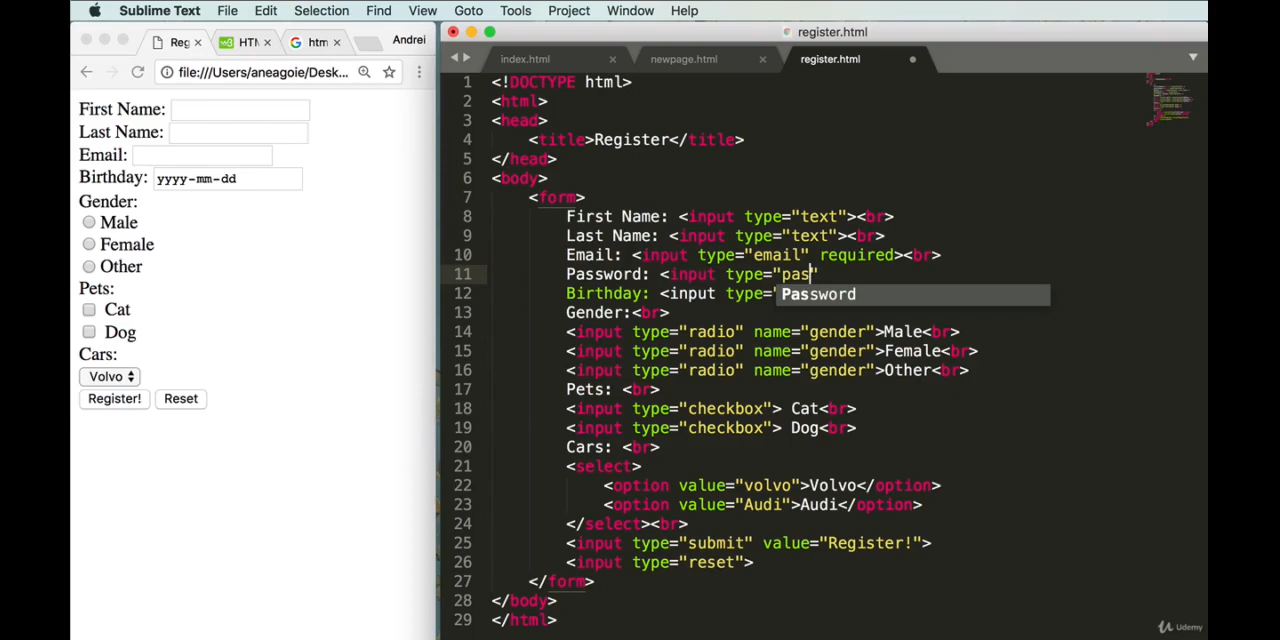 Sublime Text File Edit Selection Find View Goto Tools Project Window Help
Reg HTM htm Andrei
file:///Users/aneagoie/Desk...
First Name:
Last Name:
Email:
Birthday: yyyy-mm-dd
Gender:
Male
Female
Other
Pets:
Cat
Dog
Cars:
Volvo
Register! Reset
register.html
index.html newpage.html register.html
1 <!DOCTYPE html>
2 <html>
3 <head>
4 <title>Register</title>
5 </head>
6 <body>
7 <form>
8 First Name: <input type="text"><br>
9 Last Name: <input type="text"><br>
10 Email: <input type="email" required><br>
11 Password: <input type="pas"
12 Birthday: <input type="
Password
13 Gender:<br>
14 <input type="radio" name="gender">Male<br>
15 <input type="radio" name="gender">Female<br>
16 <input type="radio" name="gender">Other<br>
17 Pets: <br>
18 <input type="checkbox"> Cat<br>
19 <input type="checkbox"> Dog<br>
20 Cars: <br>
21 <select>
22 <option value="volvo">Volvo</option>
23 <option value="Audi">Audi</option>
24 </select><br>
25 <input type="submit" value="Register!">
26 <input type="reset">
27 </form>
28 </body>
29 </html>
Udemy